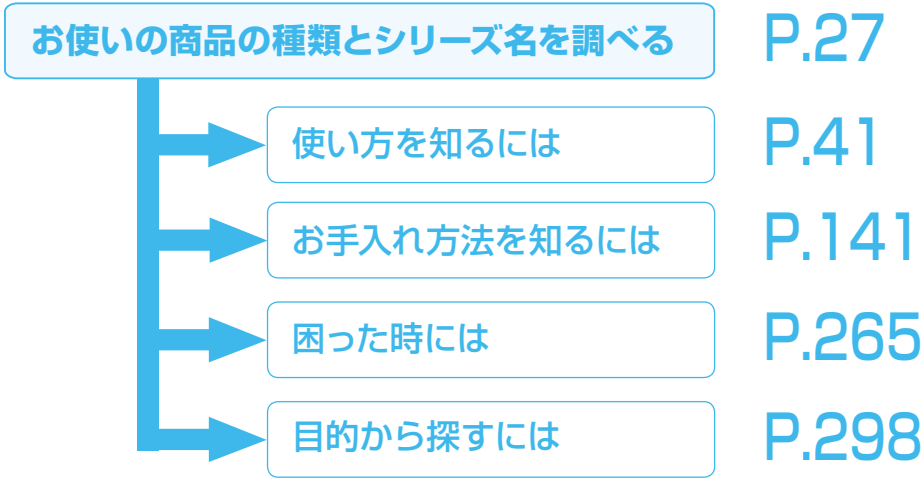 お使いの商品の種類とシリーズ名を調べる P.27
使い方を知るには P.41
お手入れ方法を知るには P.141
困った時には P.265
目的から探すには P.298